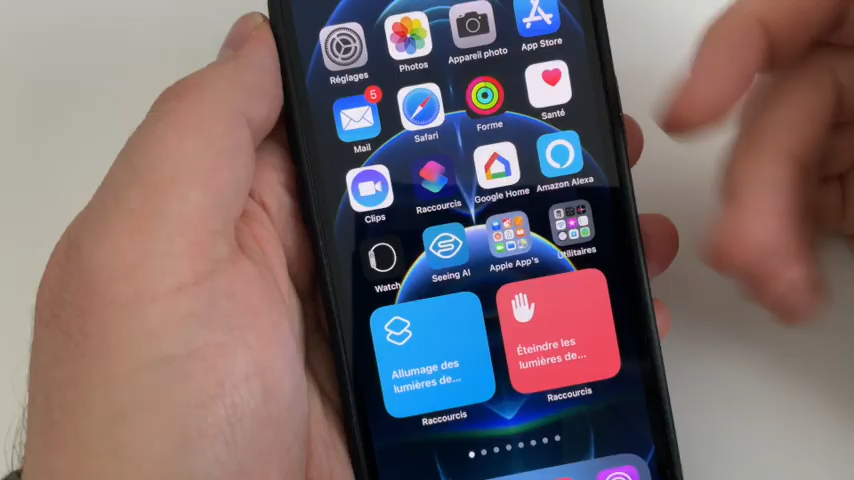 Réglages
Photos
Appareil photo
App Store
5
Mail
Safari
Forme
Santé
Clips
Raccourcis
Google Home
Amazon Alexa
Watch
Seeing AI
Apple App's
Utilitaires
Allumage des
lumières de...
Éteindre les
lumières de...
Raccourcis
Raccourcis